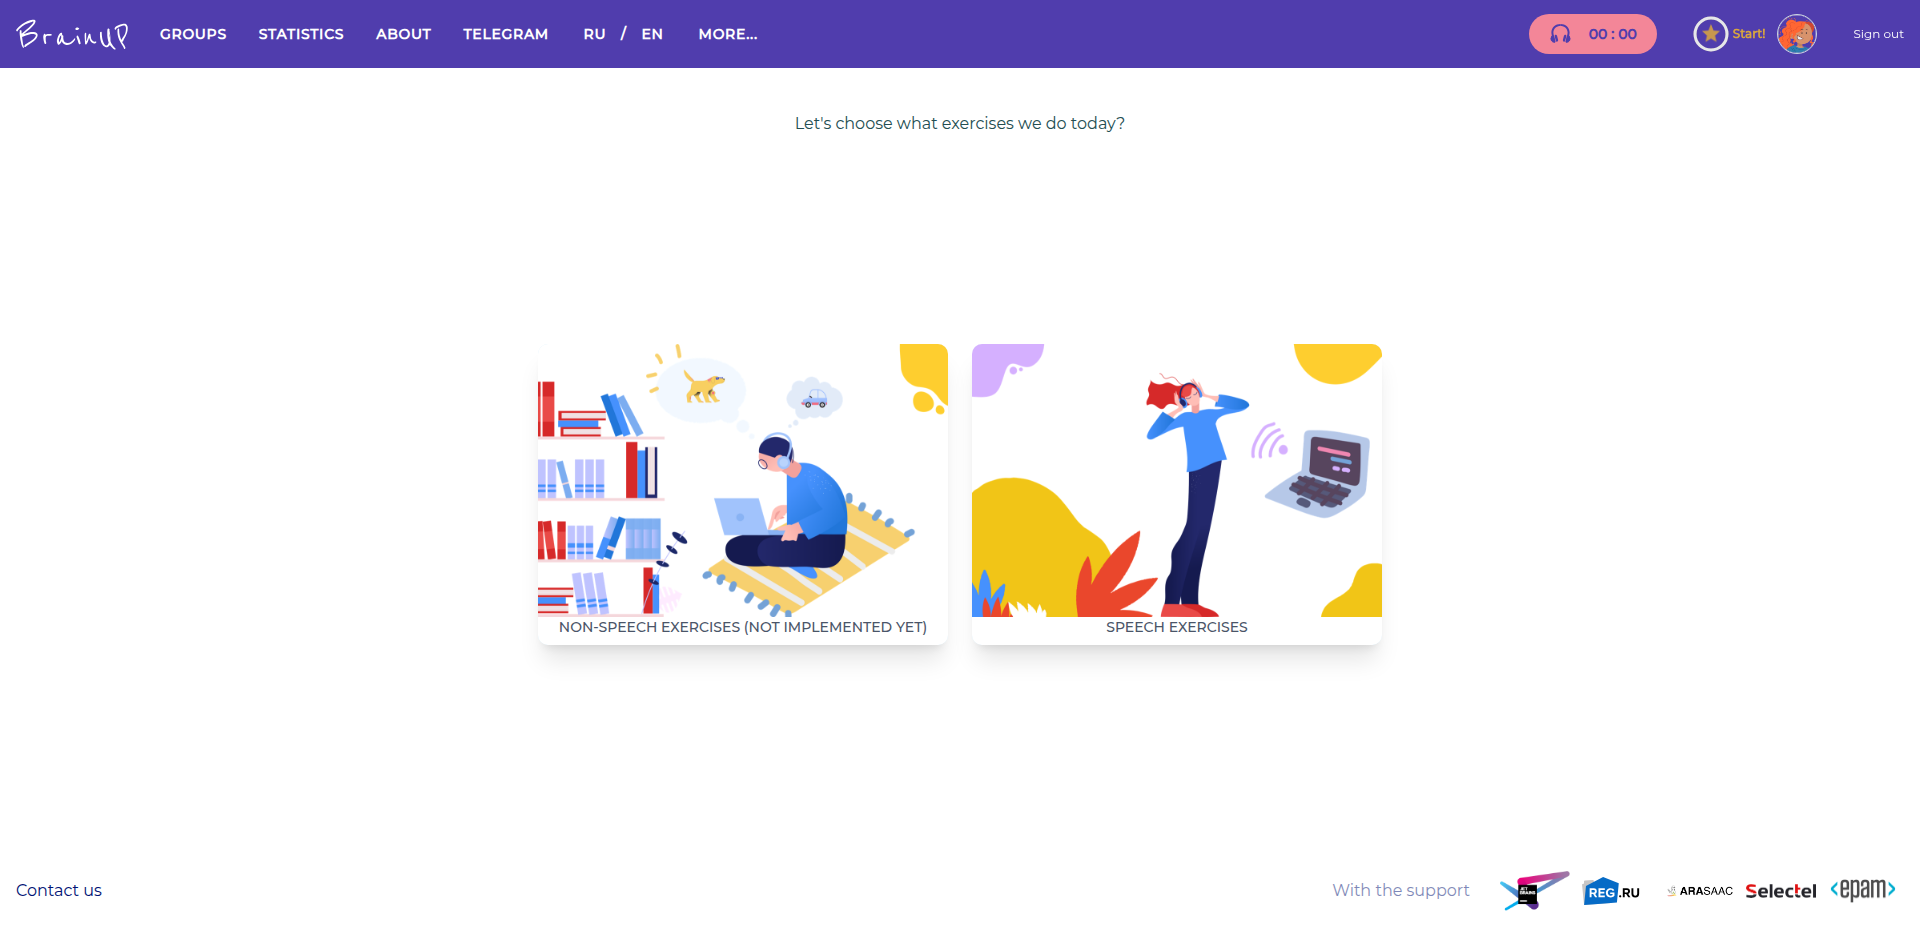 BrainUP GROUPS STATISTICS ABOUT TELEGRAM RU / EN MORE... 00 : 00 Start! Sign out
Let's choose what exercises we do today?
NON-SPEECH EXERCISES (NOT IMPLEMENTED YET)
SPEECH EXERCISES
Contact us
With the support
JET BRAINS
REG.RU
ARASAAC
Selectel
<epam>